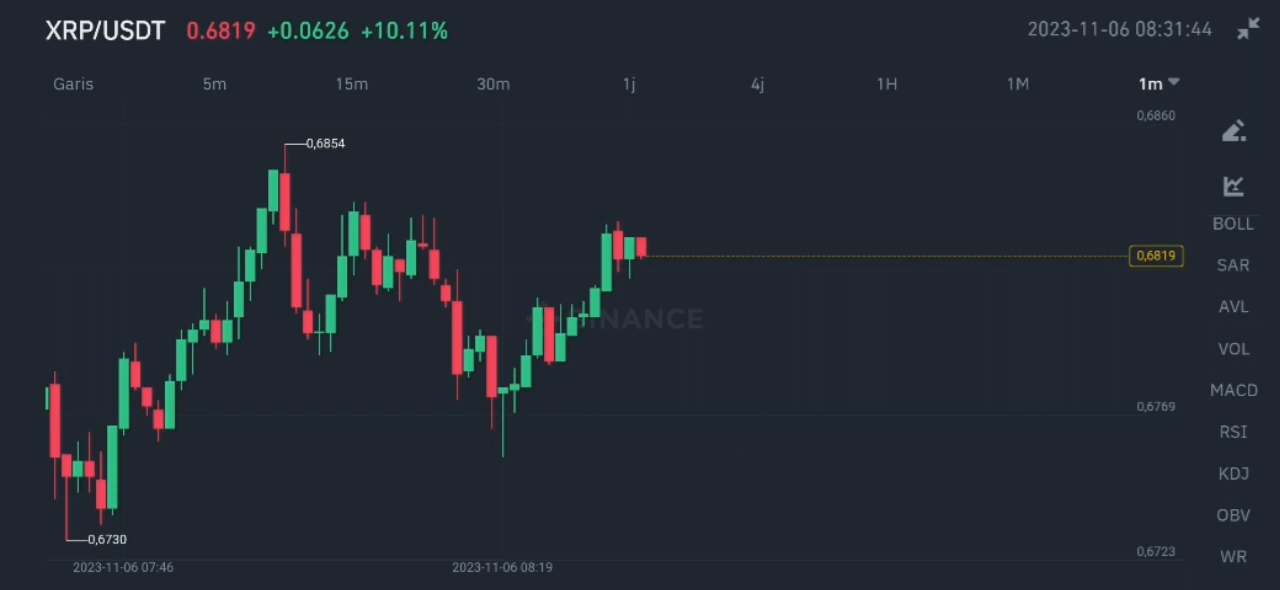 XRP/USDT 0.6819 +0.0626 +10.11% 2023-11-06 08:31:44
Garis 5m 15m 30m 1j 4j 1H 1M 1m
0,6860
0,6854
BOLL
0,6819
SAR
AVL
BINANCE
VOL
MACD
0,6769
RSI
KDJ
OBV
0,6730
0,6723
WR
2023-11-06 07:46 2023-11-06 08:19